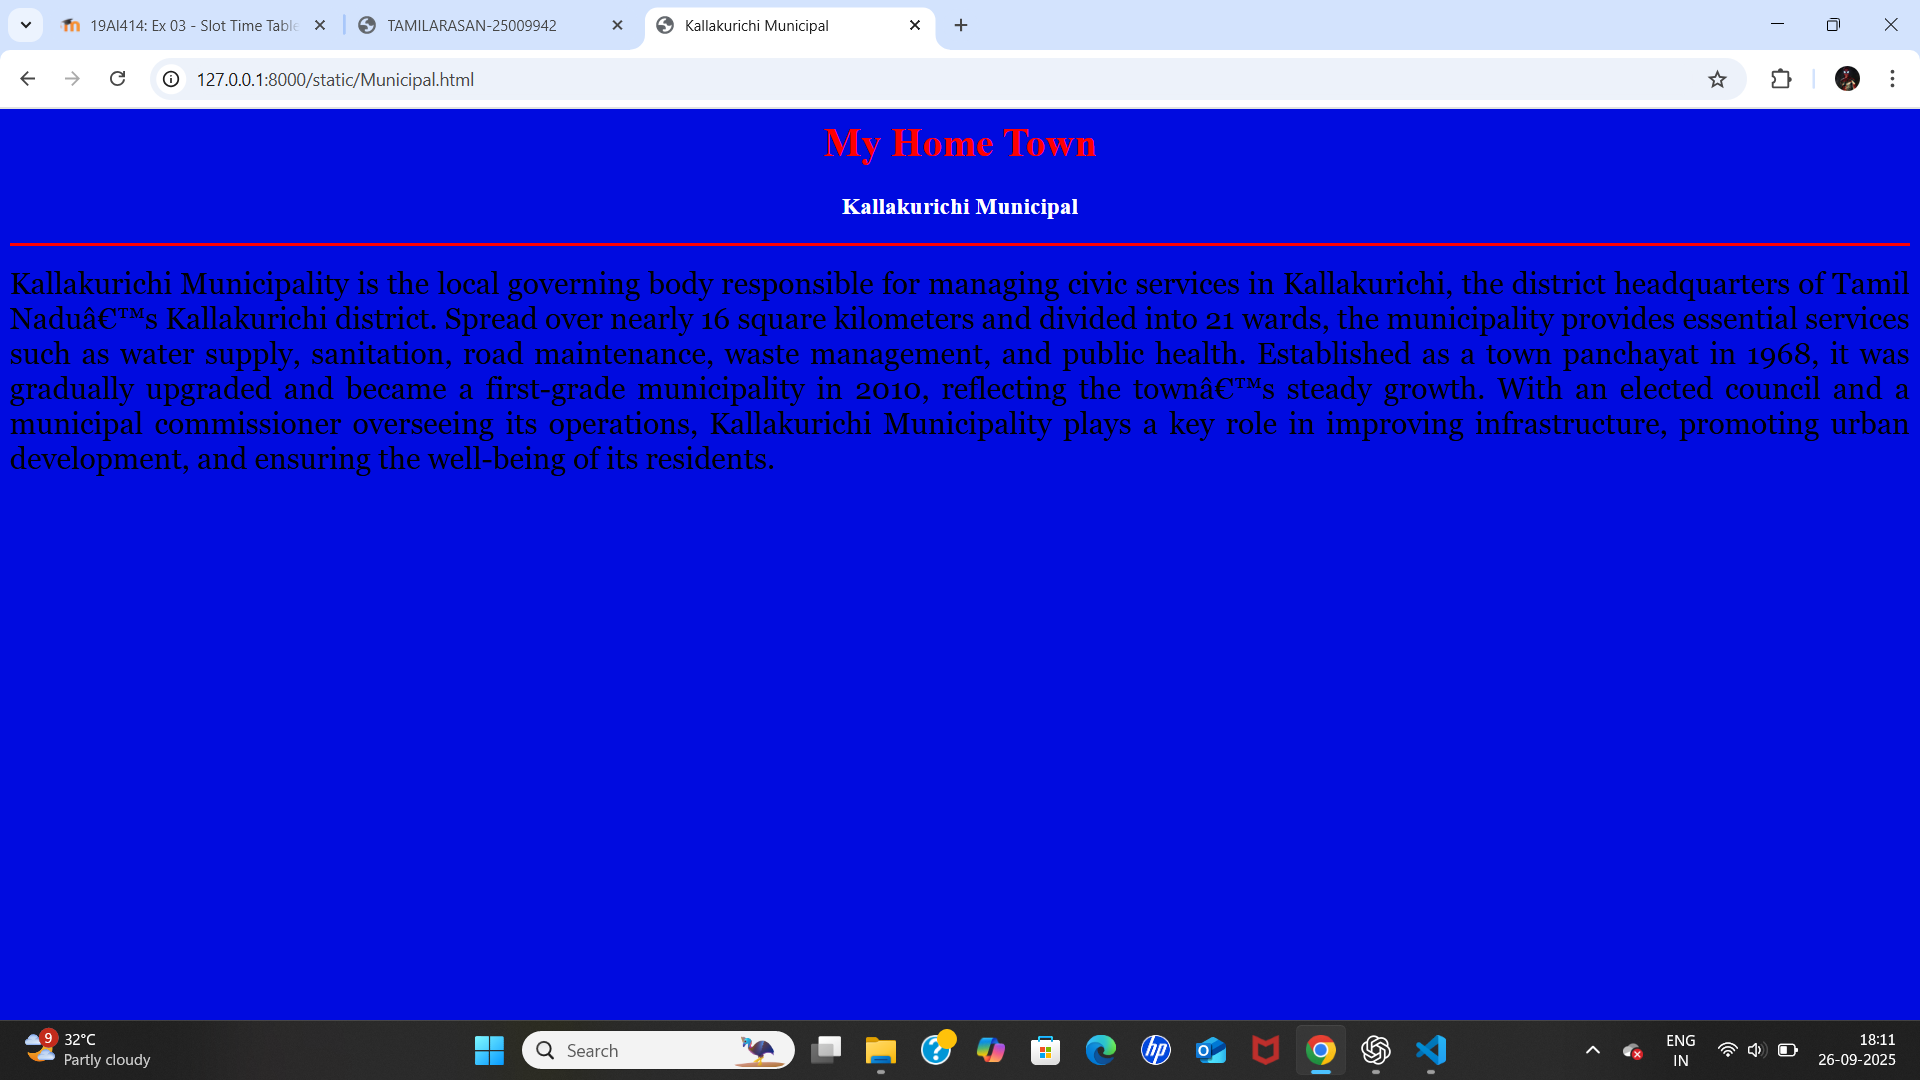 19AI414: Ex 03 - Slot Time Table
TAMILARASAN-25009942
Kallakurichi Municipal
127.0.0.1:8000/static/Municipal.html
My Home Town
Kallakurichi Municipal
Kallakurichi Municipality is the local governing body responsible for managing civic services in Kallakurichi, the district headquarters of Tamil
Naduâ€™s Kallakurichi district. Spread over nearly 16 square kilometers and divided into 21 wards, the municipality provides essential services
such as water supply, sanitation, road maintenance, waste management, and public health. Established as a town panchayat in 1968, it was
gradually upgraded and became a first-grade municipality in 2010, reflecting the townâ€™s steady growth. With an elected council and a
municipal commissioner overseeing its operations, Kallakurichi Municipality plays a key role in improving infrastructure, promoting urban
development, and ensuring the well-being of its residents.
9
32°C
Partly cloudy
Search
hp
ENG
IN
18:11
26-09-2025